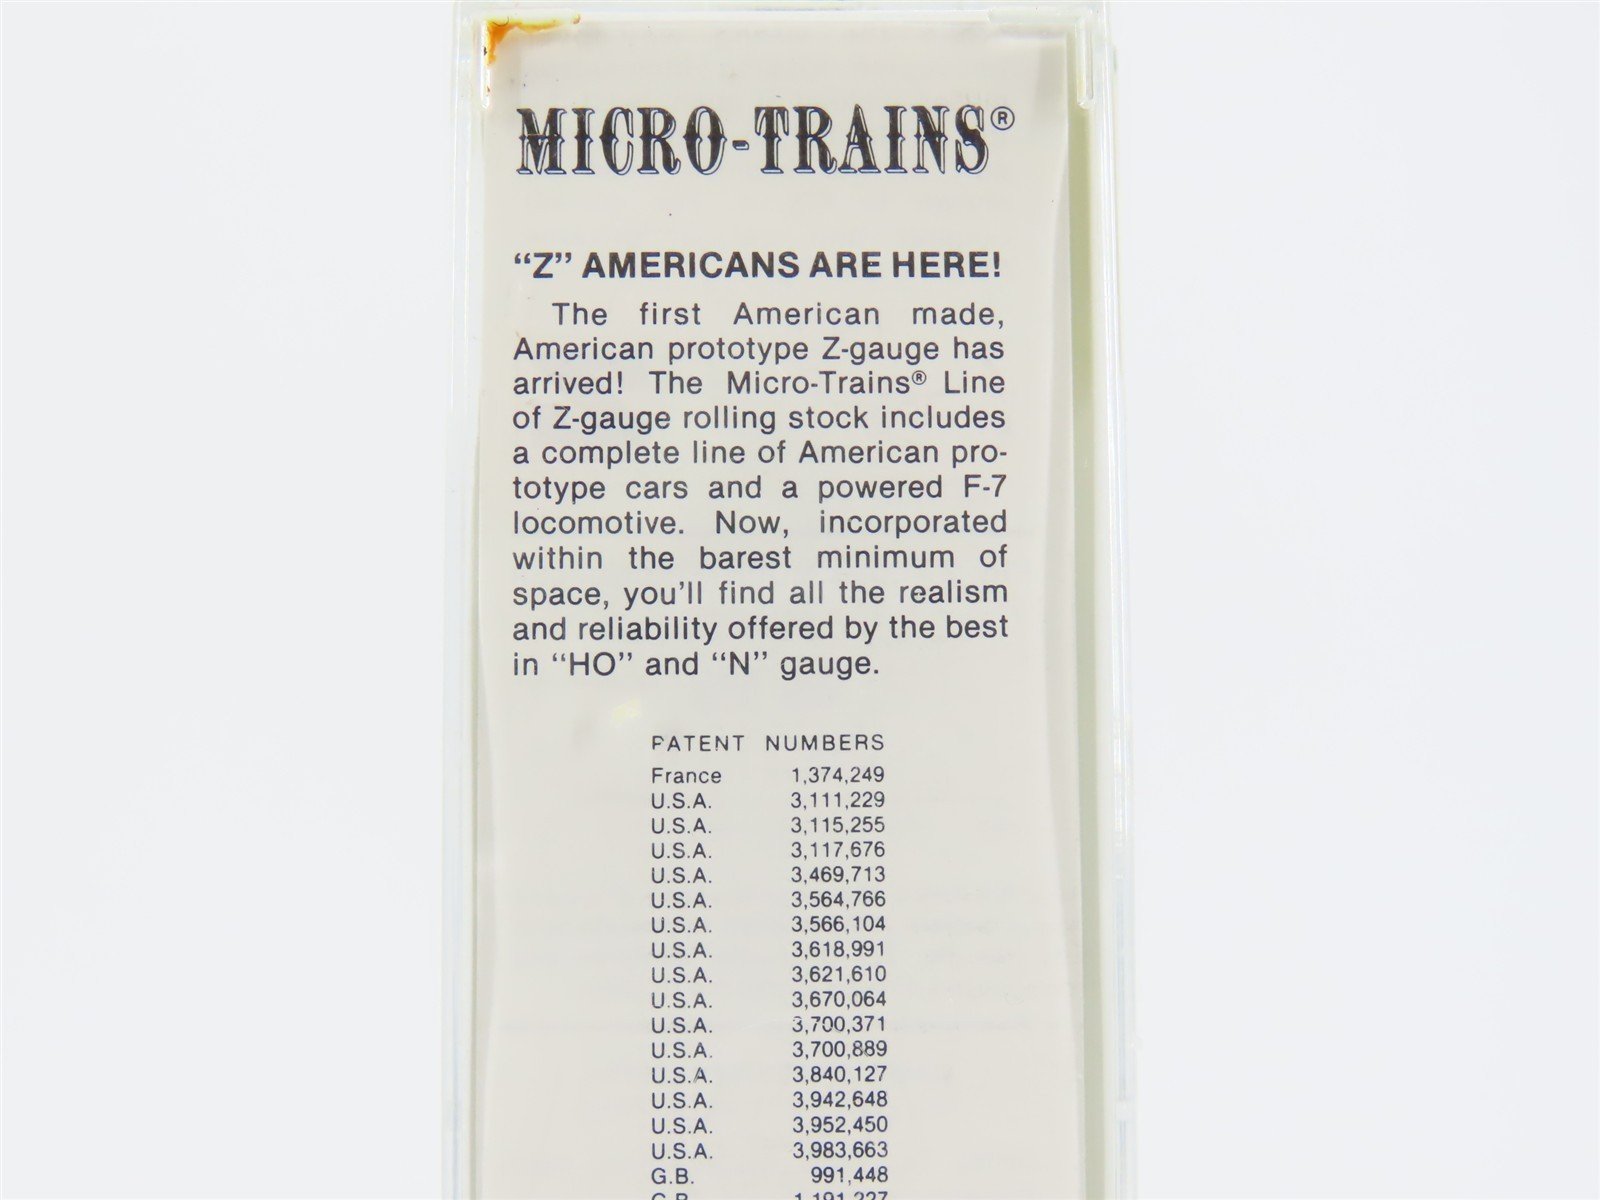 MICRO-TRAINS®
“Z” AMERICANS ARE HERE!
The first American made,
American prototype Z-gauge has
arrived! The Micro-Trains® Line
of Z-gauge rolling stock includes
a complete line of American pro-
totype cars and a powered F-7
locomotive. Now, incorporated
within the barest minimum of
space, you'll find all the realism
and reliability offered by the best
in “HO” and “N” gauge.
PATENT NUMBERS
France 1,374,249
U.S.A. 3,111,229
U.S.A. 3,115,255
U.S.A. 3,117,676
U.S.A. 3,469,713
U.S.A. 3,564,766
U.S.A. 3,566,104
U.S.A. 3,618,991
U.S.A. 3,621,610
U.S.A. 3,670,064
U.S.A. 3,700,371
U.S.A. 3,700,889
U.S.A. 3,840,127
U.S.A. 3,942,648
U.S.A. 3,952,450
U.S.A. 3,983,663
G.B. 991,448
G.B. 1,191,227